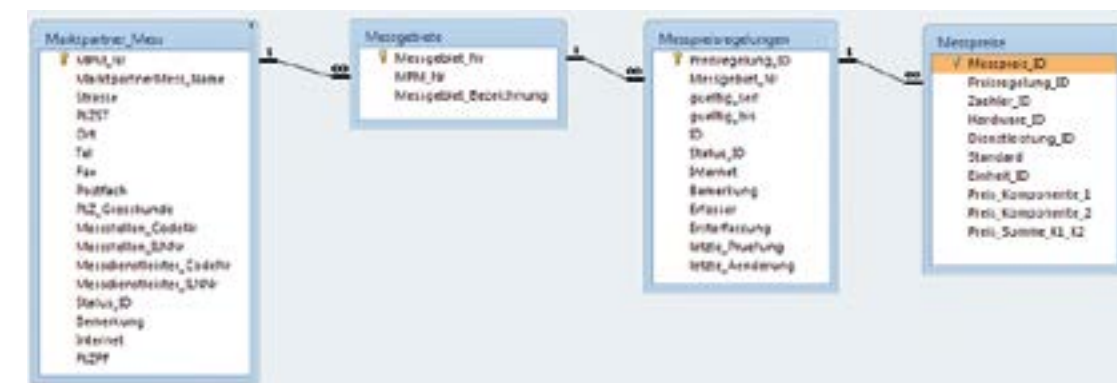 Marktpartner_Mess
MPM_Nr
MarktpartnerMess_Name
Strasse
PLZST
Ort
Tel
Fax
Postfach
PLZ_Grosskunde
Messstellen_CodeNr
Messstellen_ILNNr
Messdienstleister_CodeNr
Messdienstleister_ILNNr
Status_ID
Bemerkung
Internet
PLZPF
1
∞
Messgebiete
Messgebiet_Nr
MPM_Nr
Messgebiet_Bezeichnung
1
∞
Messpreisregelungen
Preisregelung_ID
Messgebiet_Nr
gueltig_seit
gueltig_bis
ID
Status_ID
Internet
Bemerkung
Erfasser
Ersterfassung
letzte_Pruefung
letzte_Aenderung
1
∞
Messpreise
Messpreis_ID
Preisregelung_ID
Zaehler_ID
Hardware_ID
Dienstleistung_ID
Standard
Einheit_ID
Preis_Komponente_1
Preis_Komponente_2
Preis_Summe_K1_K2